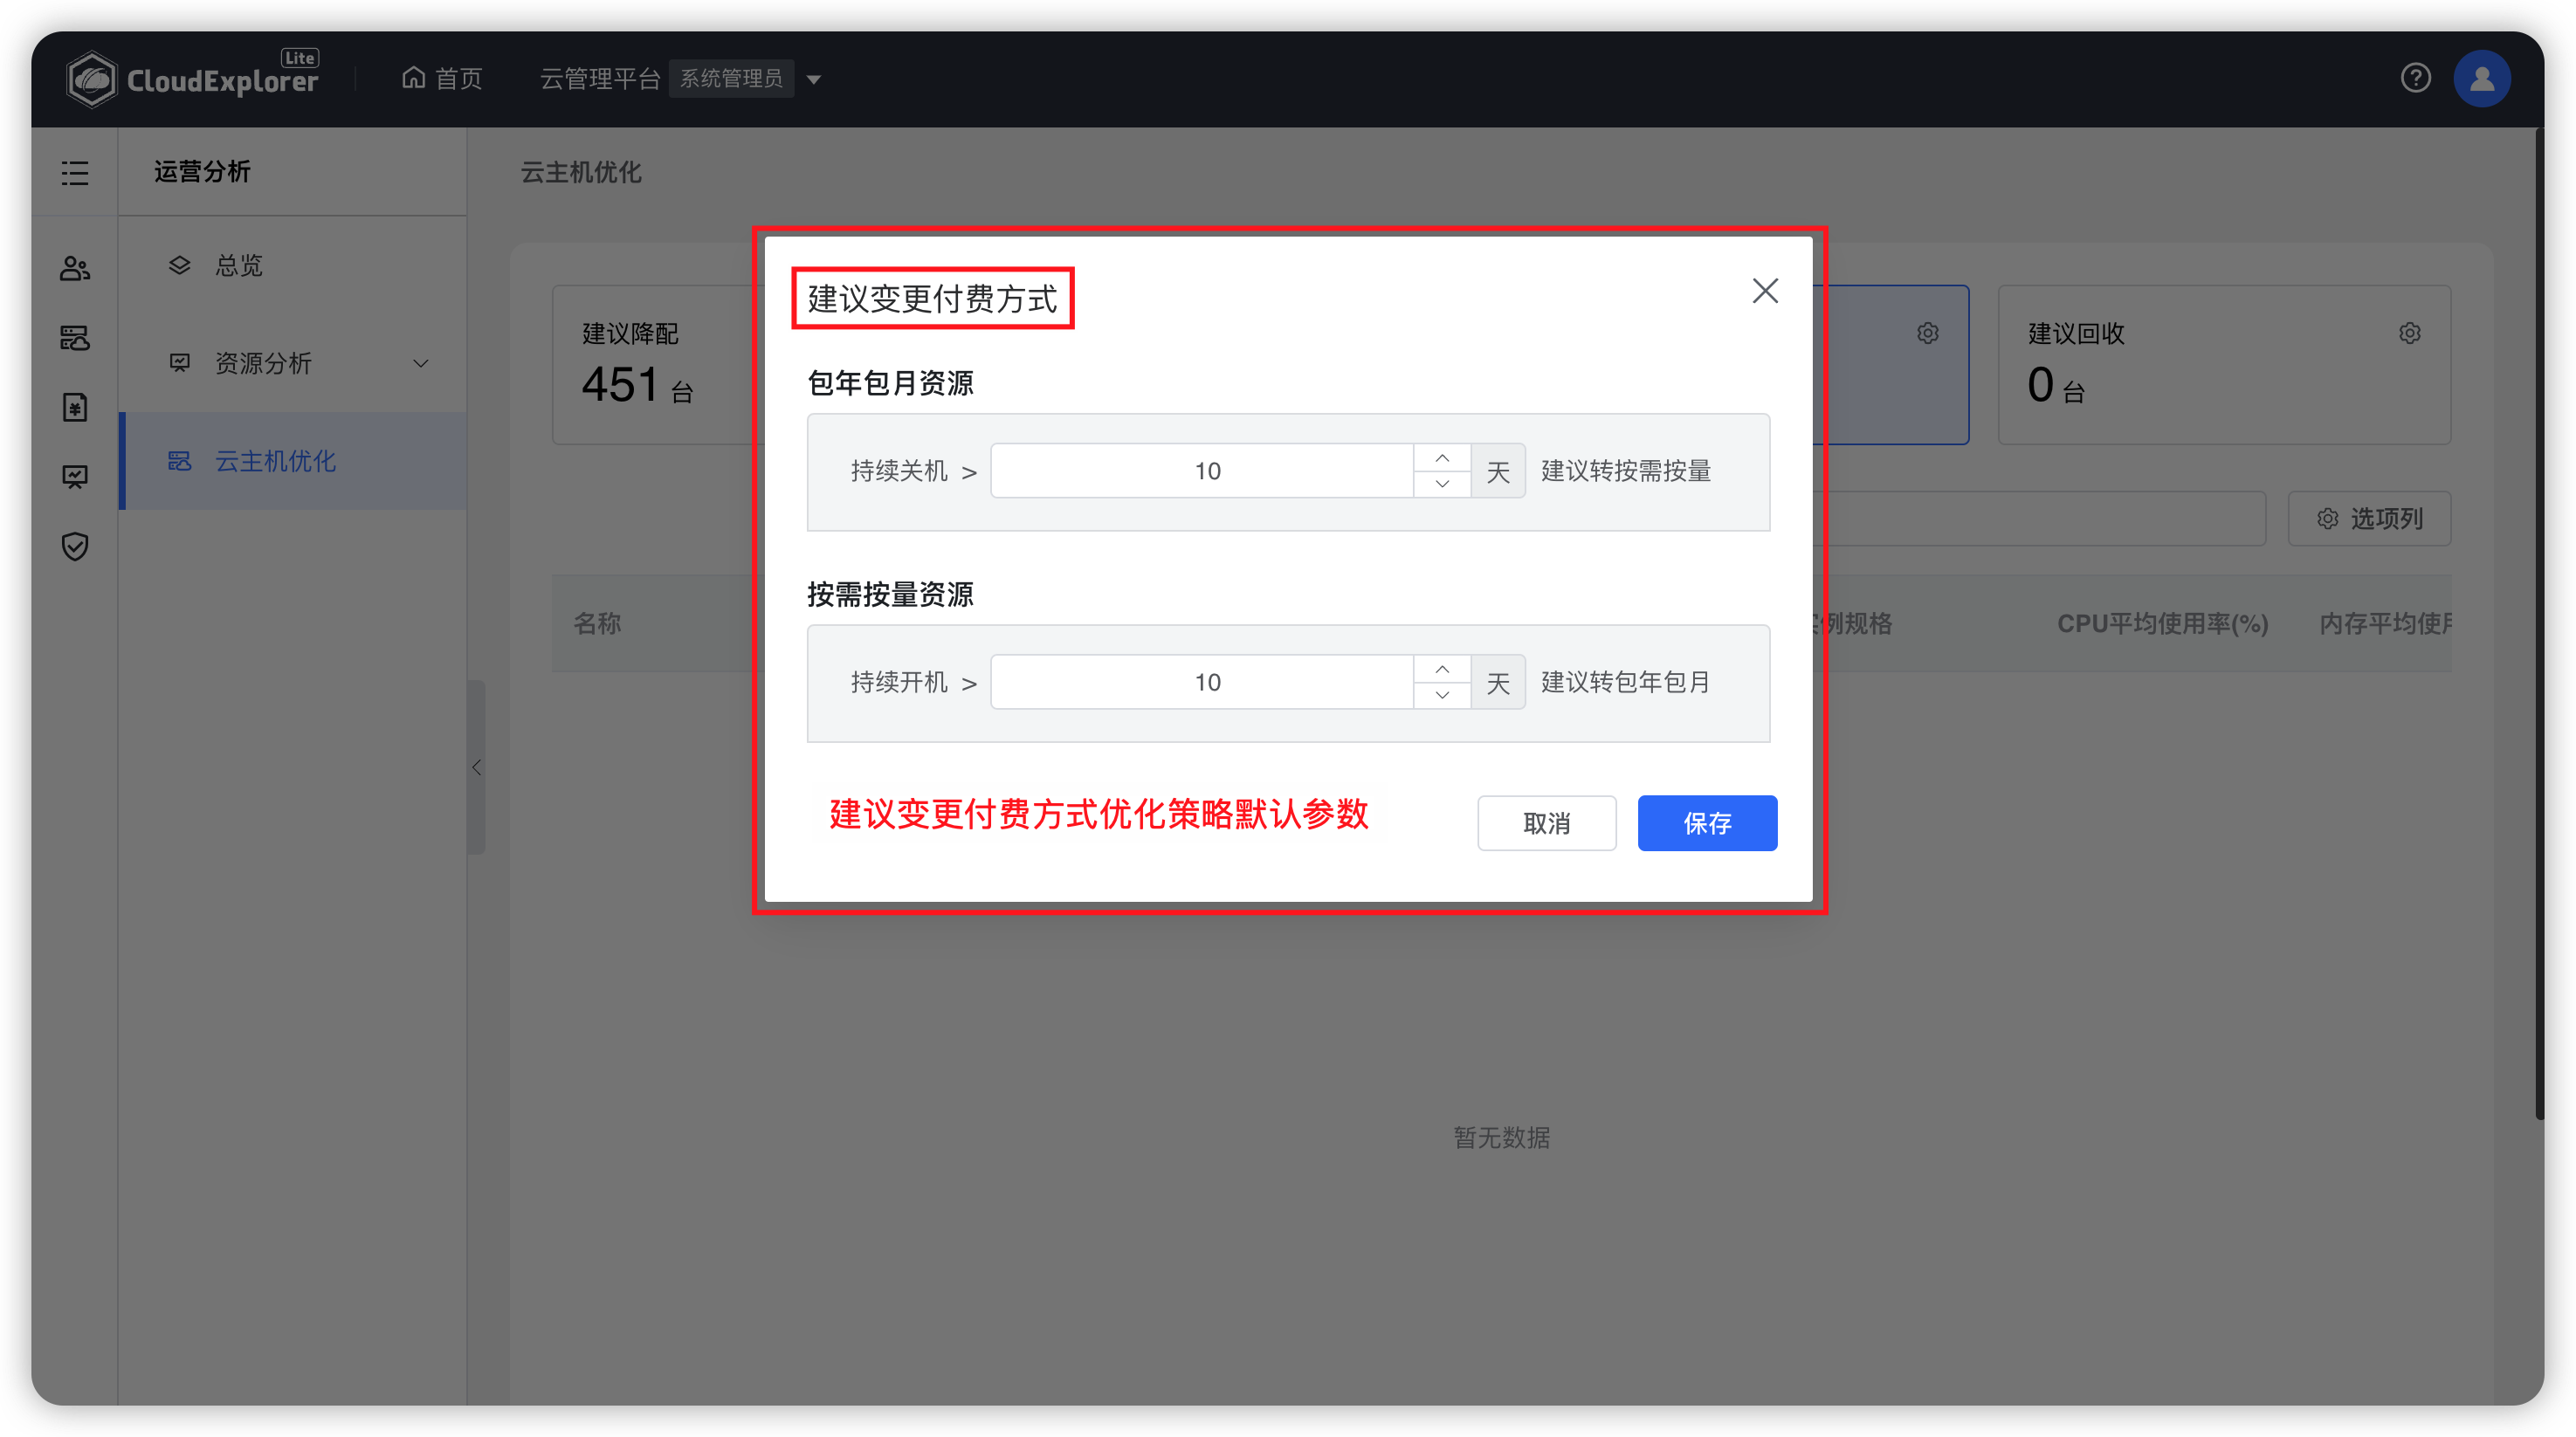 CloudExplorer Lite
首页
云管理平台 系统管理员
运营分析
总览
资源分析
云主机优化
云主机优化
建议降配
451 台
建议回收
0 台
选项列
名称
例规格
CPU平均使用率(%)
内存平均使用
暂无数据
建议变更付费方式
包年包月资源
持续关机 > 10 天 建议转按需按量
按需按量资源
持续开机 > 10 天 建议转包年包月
建议变更付费方式优化策略默认参数
取消
保存